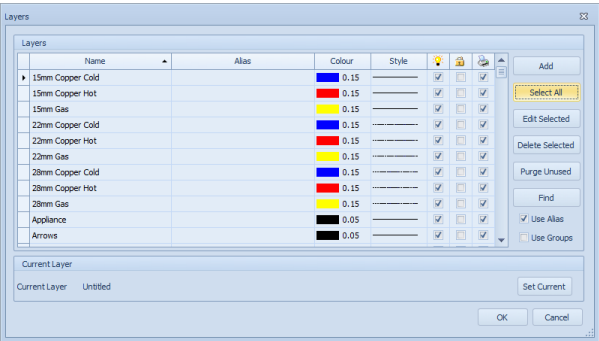 Layers
Layers
Name Alias Colour Style
15mm Copper Cold 0.15
15mm Copper Hot 0.15
15mm Gas 0.15
22mm Copper Cold 0.15
22mm Copper Hot 0.15
22mm Gas 0.15
28mm Copper Cold 0.15
28mm Copper Hot 0.15
28mm Gas 0.15
Appliance 0.05
Arrows 0.05
Add
Select All
Edit Selected
Delete Selected
Purge Unused
Find
Use Alias
Use Groups
Current Layer
Current Layer Untitled
Set Current
OK Cancel